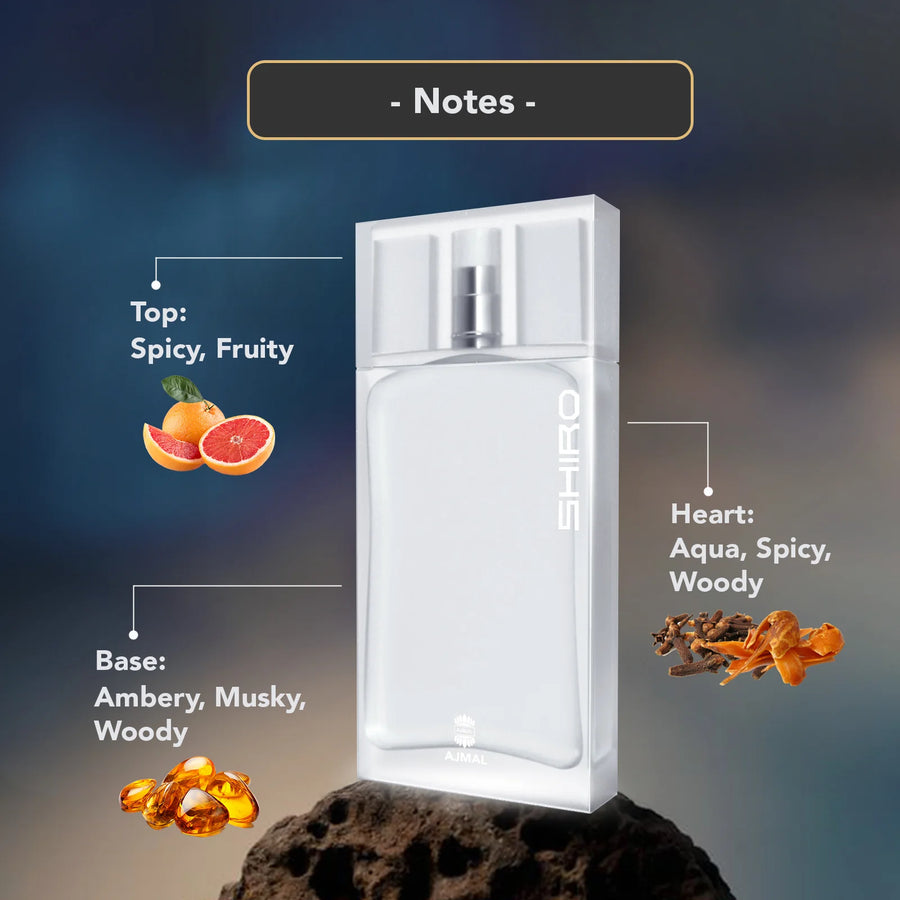 - Notes -
Top:
Spicy, Fruity
SHIRO
Heart:
Aqua, Spicy,
Woody
Base:
Ambery, Musky,
Woody
AJMAL